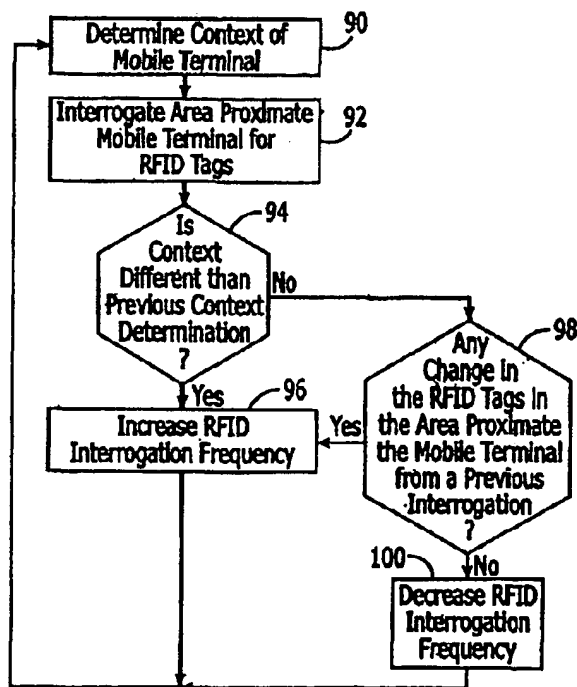 Determine Context of
Mobile Terminal
90
Interrogate Area Proximate
Mobile Terminal for
RFID Tags
92
Is
Context
Different than
Previous Context
Determination
?
94
No
Yes
Increase RFID
Interrogation Frequency
96
Any
Change in
the RFID Tags in
the Area Proximate
the Mobile Terminal
from a Previous
Interrogation
?
98
Yes
No
100
Decrease RFID
Interrogation
Frequency